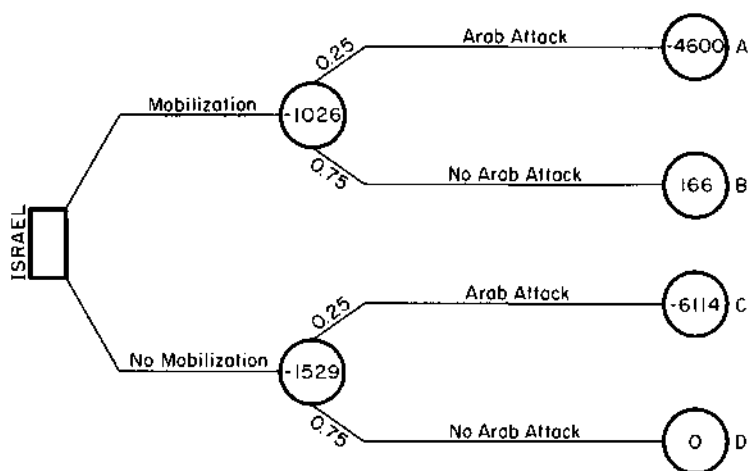 Arab Attack
0.25
-4600 A
Mobilization
-1026
0.75
No Arab Attack
166 B
ISRAEL
Arab Attack
0.25
-6114 C
No Mobilization
-1529
0.75
No Arab Attack
0 D